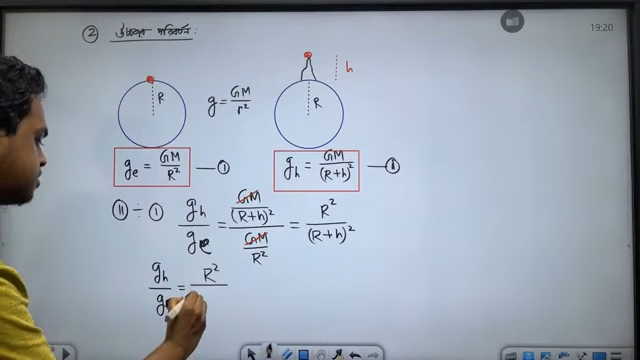 ② উচ্চতার পরিবর্তন:
19:20
h
R
g = GM/r²
R
g_e = GM/R² —①
g_h = GM/(R+h)² —⑪
⑪ ÷ ① g_h/g_e = GM/(R+h)² / GM/R² = R²/(R+h)²
g_h/g_e = R²